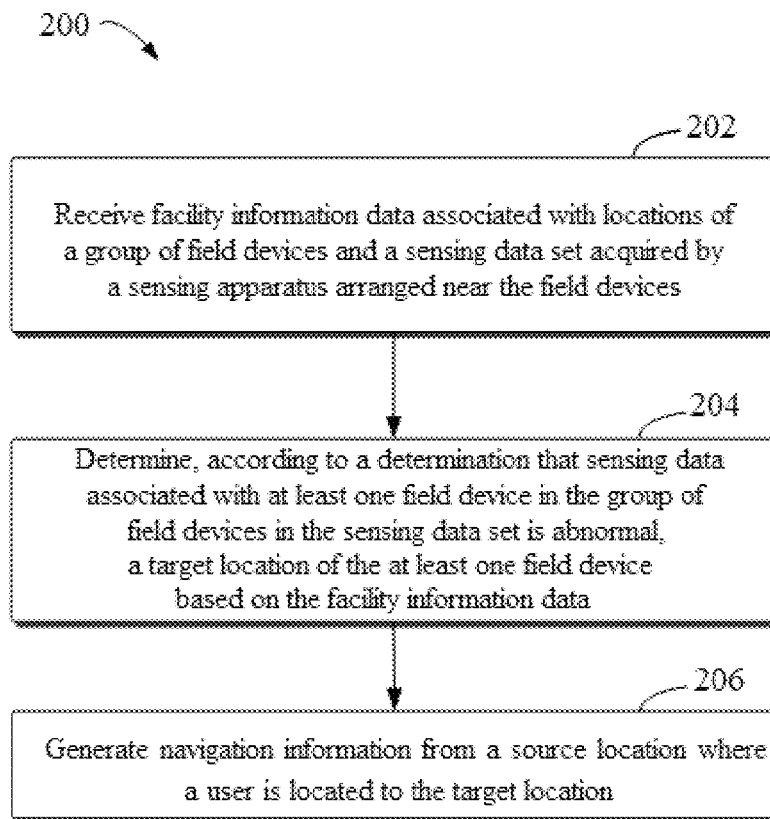 200
202
Receive facility information data associated with locations of
a group of field devices and a sensing data set acquired by
a sensing apparatus arranged near the field devices
204
Determine, according to a determination that sensing data
associated with at least one field device in the group of
field devices in the sensing data set is abnormal,
a target location of the at least one field device
based on the facility information data
206
Generate navigation information from a source location where
a user is located to the target location